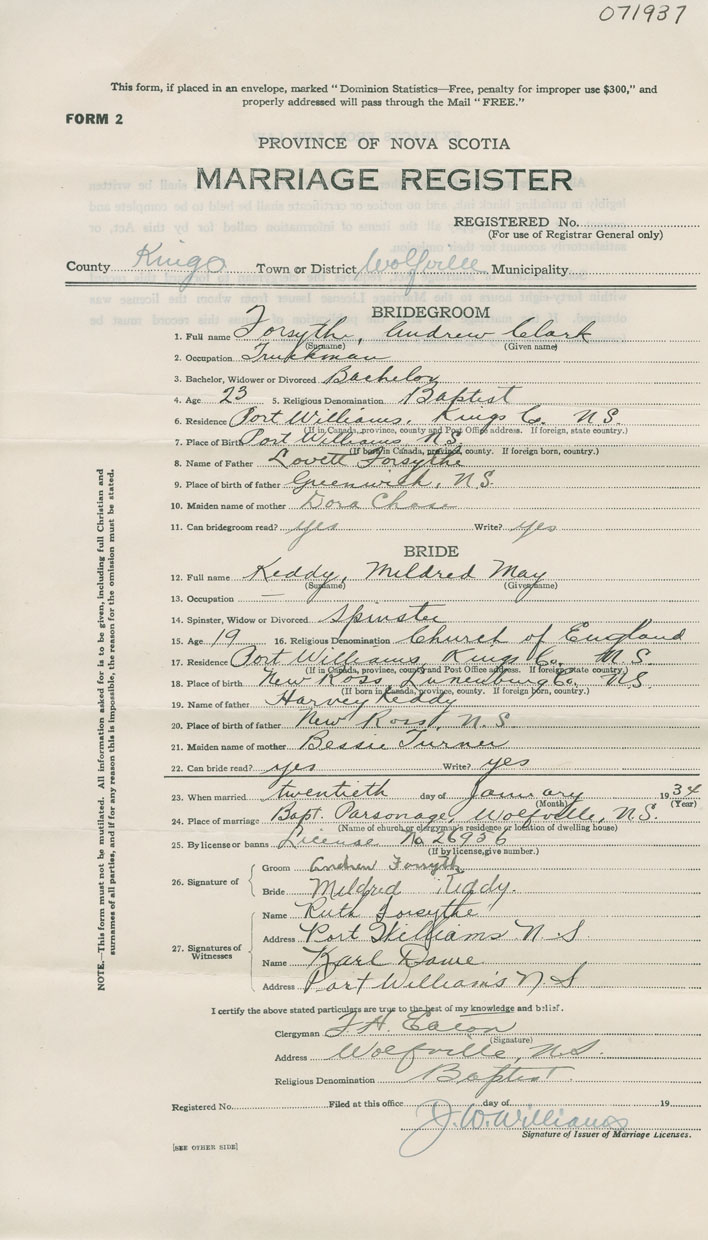 071937
This form, if placed in an envelope, marked "Dominion Statistics—Free, penalty for improper use $300," and
properly addressed will pass through the Mail "FREE."
FORM 2
PROVINCE OF NOVA SCOTIA
MARRIAGE REGISTER
REGISTERED No.
(For use of Registrar General only)
County Kings Town or District Wolfville Municipality
BRIDEGROOM
1. Full name Forsythe, Andrew Clark
(Surname) (Given name)
2. Occupation Truckman
3. Bachelor, Widower or Divorced Bachelor
4. Age 23 5. Religious Denomination Baptist
6. Residence Port Williams, Kings Co. N.S.
(If in Canada, province, county and Post Office address. If foreign, state country.)
7. Place of Birth Port Williams, N.S.
(If born in Canada, province, county. If foreign born, country.)
8. Name of Father Lovett Forsythe
9. Place of birth of father Greenwich, N.S.
10. Maiden name of mother Dora Chase
11. Can bridegroom read? yes Write? yes
BRIDE
12. Full name Keddy, Mildred May
(Surname) (Given name)
13. Occupation —
14. Spinster, Widow or Divorced Spinster
15. Age 19 16. Religious Denomination Church of England
17. Residence Port Williams, Kings Co. N.S.
(If in Canada, province, county and Post Office address. If foreign, state country.)
18. Place of birth New Ross, Lunenburg Co. N.S.
(If born in Canada, province, county. If foreign born, country.)
19. Name of father Harvey Keddy
20. Place of birth of father New Ross, N.S.
21. Maiden name of mother Bessie Turner
22. Can bride read? yes Write? yes
23. When married twentieth day of January 1934
(Month) (Year)
24. Place of marriage Bapt. Parsonage, Wolfville, N.S.
(Name of church or clergyman's residence or location of dwelling house)
25. By license or banns License No 26936
(If by license, give number.)
26. Signature of
Groom Andrew Forsythe
Bride Mildred Keddy.
27. Signatures of Witnesses
Name Ruth Forsythe
Address Port Williams N.S
Name Karl Dowe
Address Port William's N.S
I certify the above stated particulars are true to the best of my knowledge and belief.
Clergyman Eaton
(Signature)
Address Wolfville, N.S.
Religious Denomination Baptist
Registered No. Filed at this office day of 19
J.W. Williams
Signature of Issuer of Marriage Licenses.
[SEE OTHER SIDE]
NOTE.—This form must not be mutilated. All information asked for is to be given, including full Christian and
surnames of all parties, and if for any reason this is impossible, the reason for the omission must be stated.